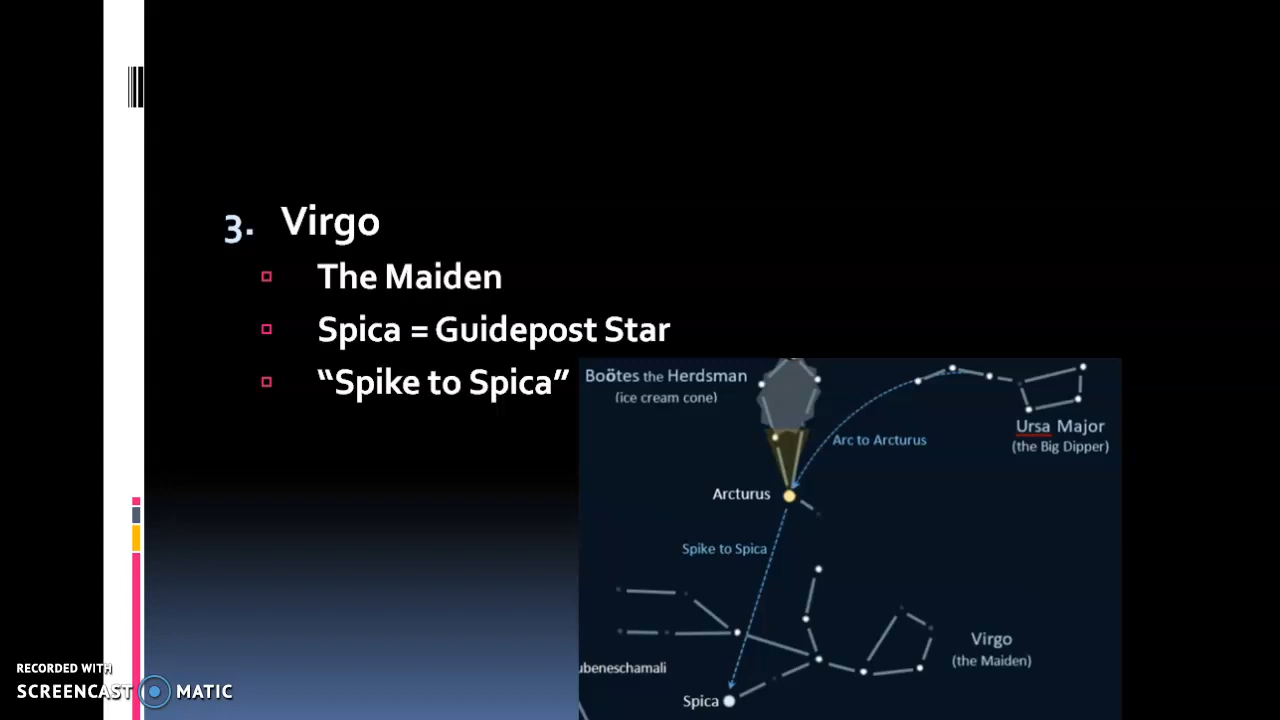 3. Virgo
The Maiden
Spica = Guidepost Star
“Spike to Spica”
Boötes the Herdsman
(ice cream cone)
Ursa Major
(the Big Dipper)
Arc to Arcturus
Arcturus
Spike to Spica
Virgo
(the Maiden)
ubeneschamali
Spica
RECORDED WITH
SCREENCAST MATIC